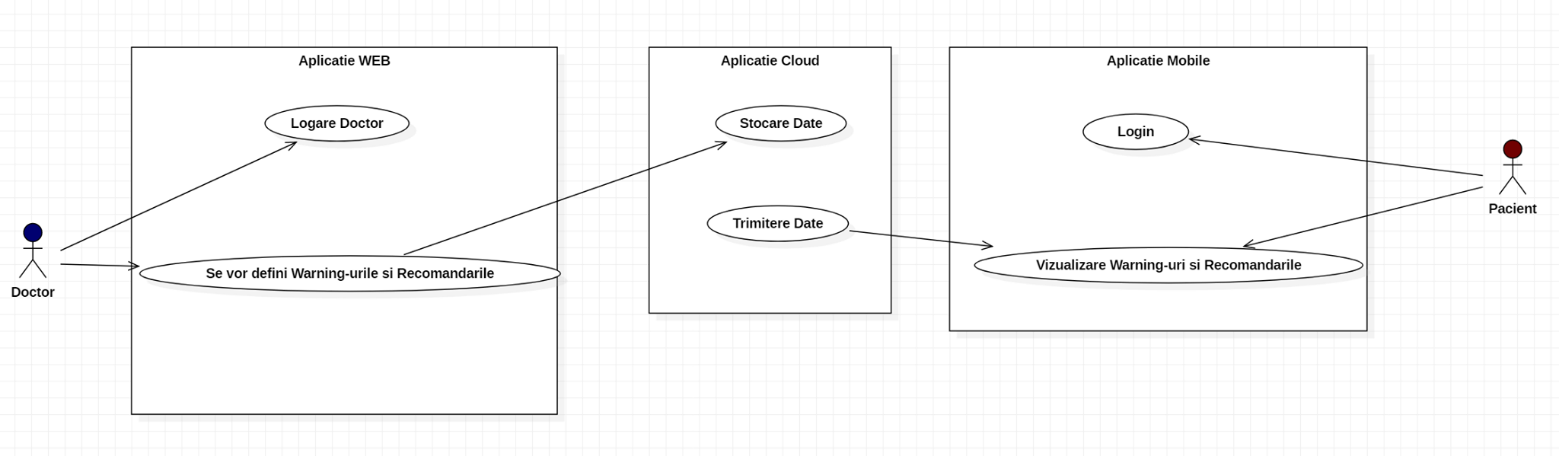 Aplicatie WEB
Aplicatie Cloud
Aplicatie Mobile
Logare Doctor
Stocare Date
Login
Pacient
Trimitere Date
Doctor
Se vor defini Warning-urile si Recomandarile
Vizualizare Warning-uri si Recomandarile